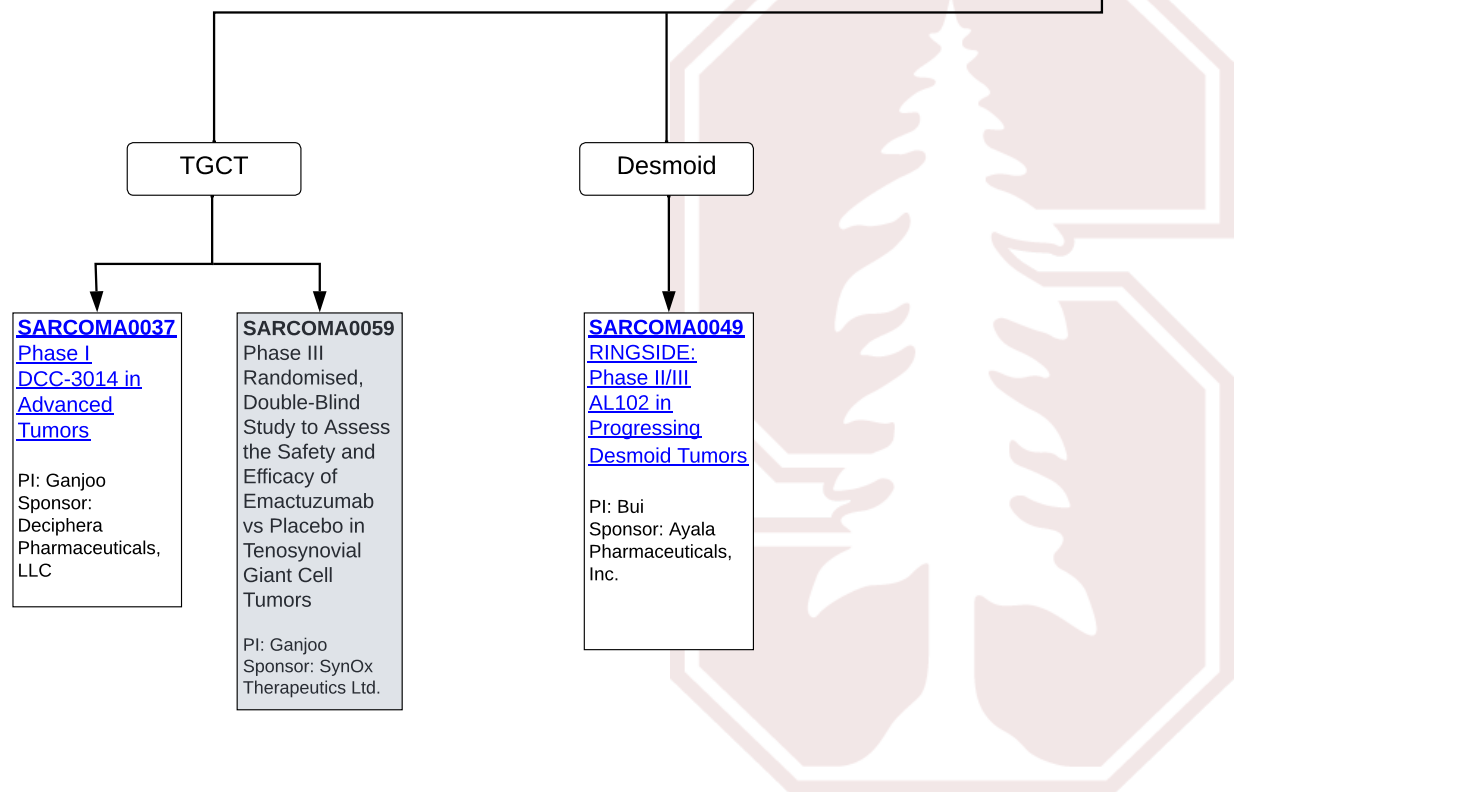 TGCT
Desmoid
SARCOMA0037
Phase I
DCC-3014 in
Advanced
Tumors
PI: Ganjoo
Sponsor:
Deciphera
Pharmaceuticals,
LLC
SARCOMA0059
Phase III
Randomised,
Double-Blind
Study to Assess
the Safety and
Efficacy of
Emactuzumab
vs Placebo in
Tenosynovial
Giant Cell
Tumors
PI: Ganjoo
Sponsor: SynOx
Therapeutics Ltd.
SARCOMA0049
RINGSIDE:
Phase II/III
AL102 in
Progressing
Desmoid Tumors
PI: Bui
Sponsor: Ayala
Pharmaceuticals,
Inc.